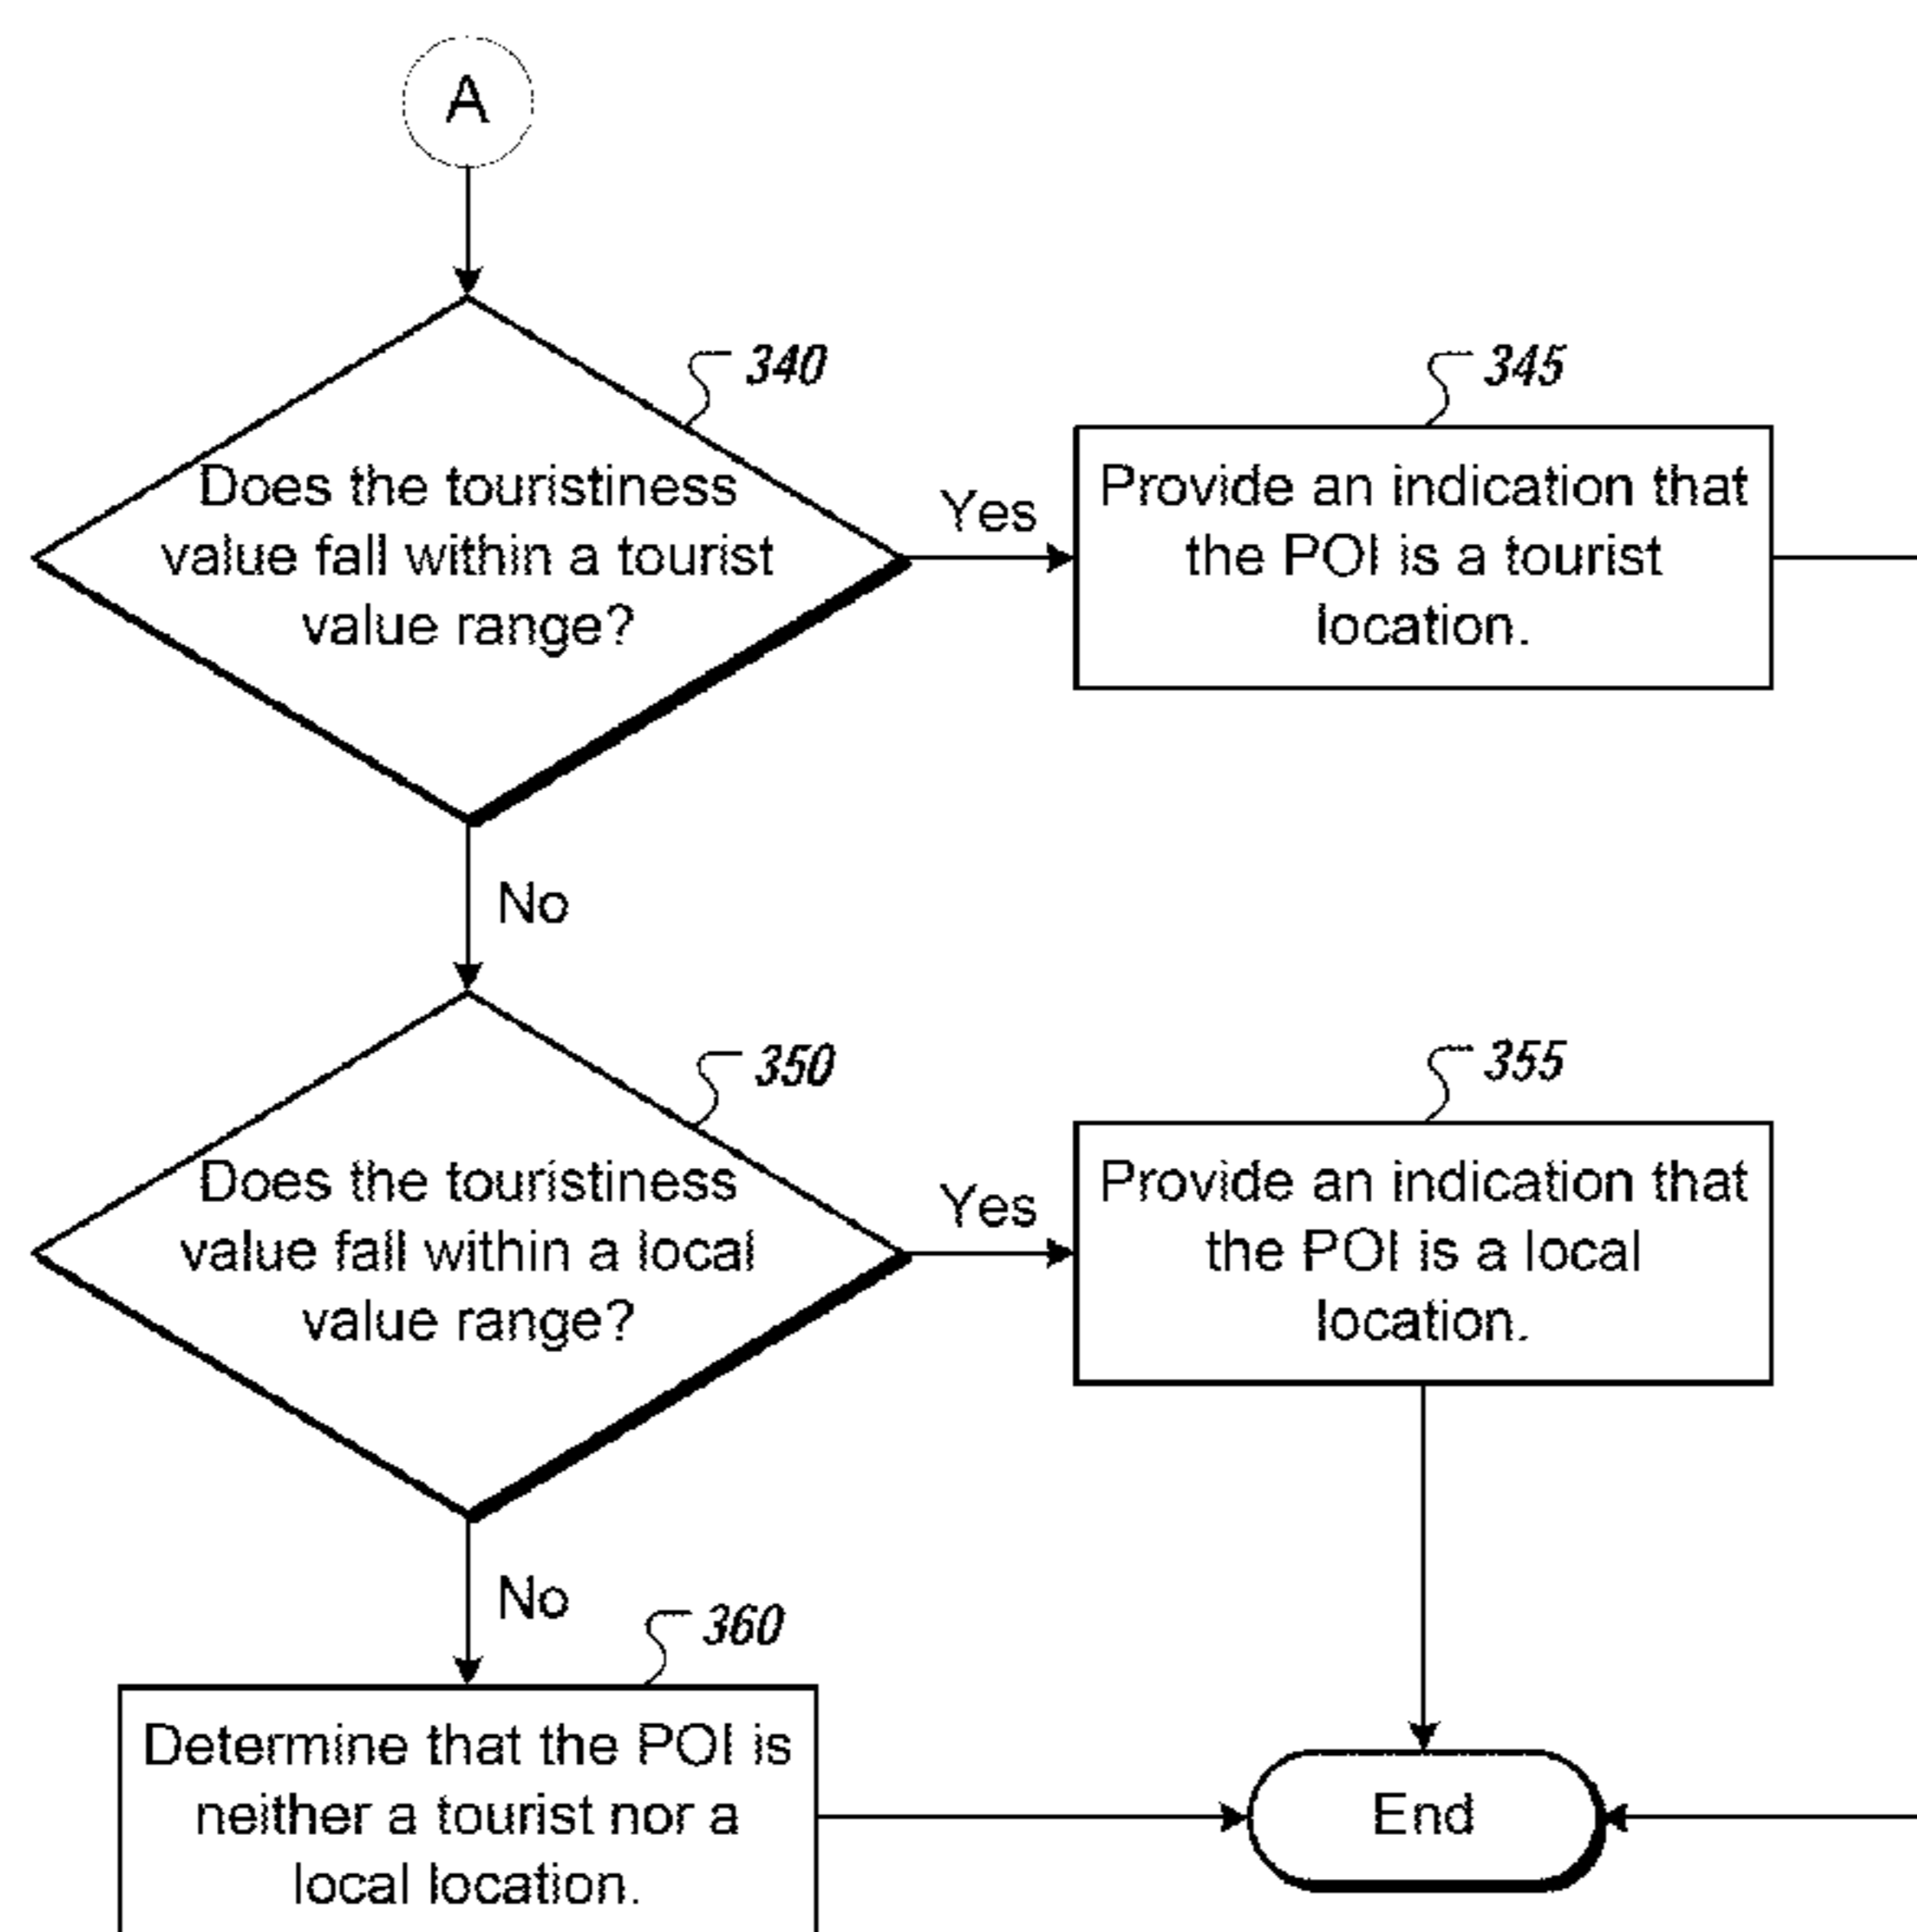 A
340
Does the touristiness
value fall within a tourist
value range?
Yes
345
Provide an indication that
the POI is a tourist
location.
No
350
Does the touristiness
value fall within a local
value range?
Yes
355
Provide an indication that
the POI is a local
location.
No
360
Determine that the POI is
neither a tourist nor a
local location.
End